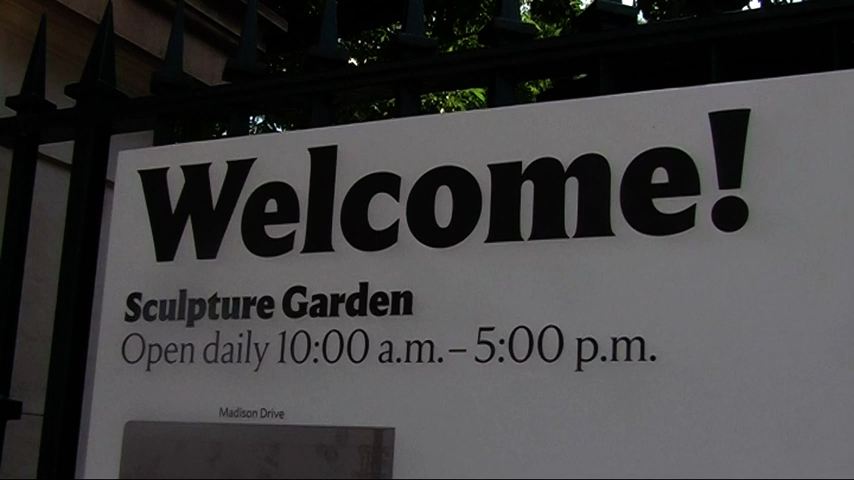 Welcome!
Sculpture Garden
Open daily 10:00 a.m. – 5:00 p.m.
Madison Drive